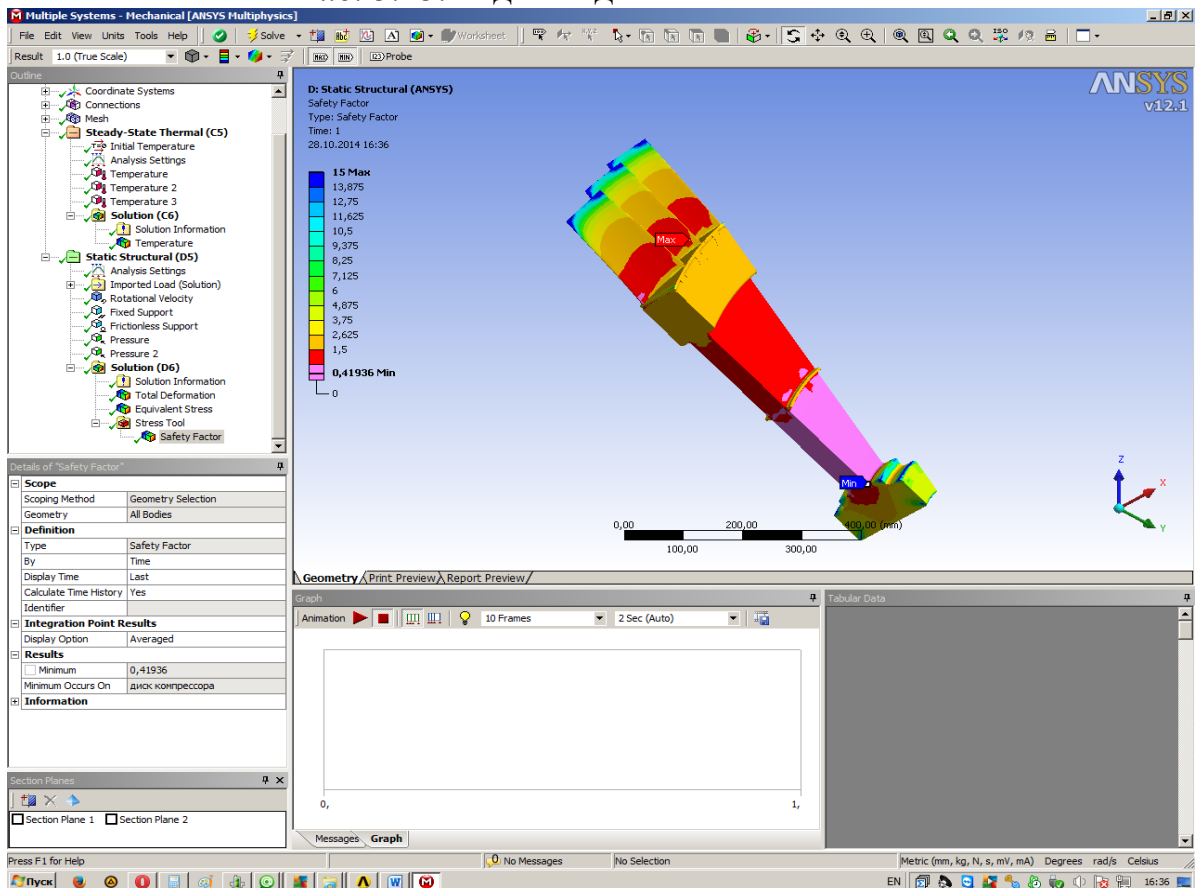 Multiple Systems - Mechanical [ANSYS Multiphysics]
File Edit View Units Tools Help Solve Worksheet
Result 1.0 (True Scale) MAX MIN Probe
Outline
Coordinate Systems
Connections
Mesh
Steady-State Thermal (C5)
Initial Temperature
Analysis Settings
Temperature
Temperature 2
Temperature 3
Solution (C6)
Solution Information
Temperature
Static Structural (D5)
Analysis Settings
Imported Load (Solution)
Rotational Velocity
Fixed Support
Frictionless Support
Pressure
Pressure 2
Solution (D6)
Solution Information
Total Deformation
Equivalent Stress
Stress Tool
Safety Factor
Details of "Safety Factor"
Scope
Scoping Method Geometry Selection
Geometry All Bodies
Definition
Type Safety Factor
By Time
Display Time Last
Calculate Time History Yes
Identifier
Integration Point Results
Display Option Averaged
Results
Minimum 0,41936
Minimum Occurs On диск компрессора
Information
Section Planes
Section Plane 1 Section Plane 2
D: Static Structural (ANSYS)
Safety Factor
Type: Safety Factor
Time: 1
28.10.2014 16:36
15 Max
13,875
12,75
11,625
10,5
9,375
8,25
7,125
6
4,875
3,75
2,625
1,5
0,41936 Min
0
ANSYS
v12.1
Max
Min
Z
X
Y
0,00 200,00 400,00 (mm)
100,00 300,00
Geometry Print Preview Report Preview
Graph
Animation 10 Frames 2 Sec (Auto)
0, 1,
Messages Graph
Tabular Data
Press F1 for Help 0 No Messages No Selection Metric (mm, kg, N, s, mV, mA) Degrees rad/s Celsius
Пуск EN 16:36